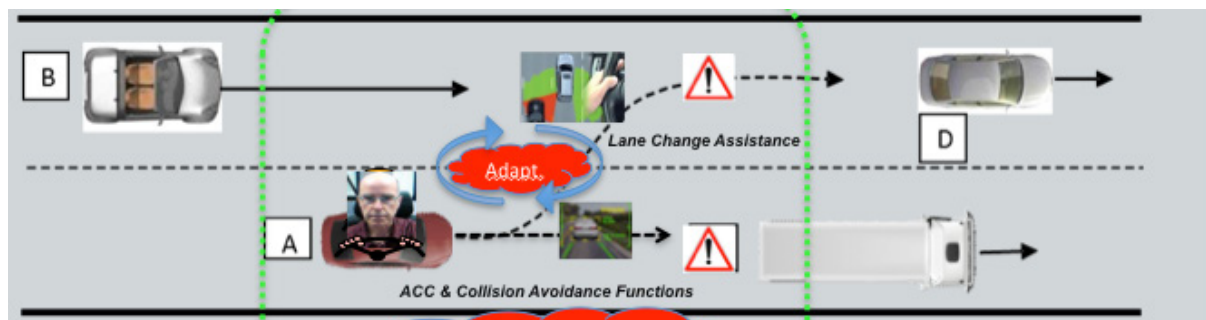 B
Lane Change Assistance
D
Adapt
A
ACC & Collision Avoidance Functions